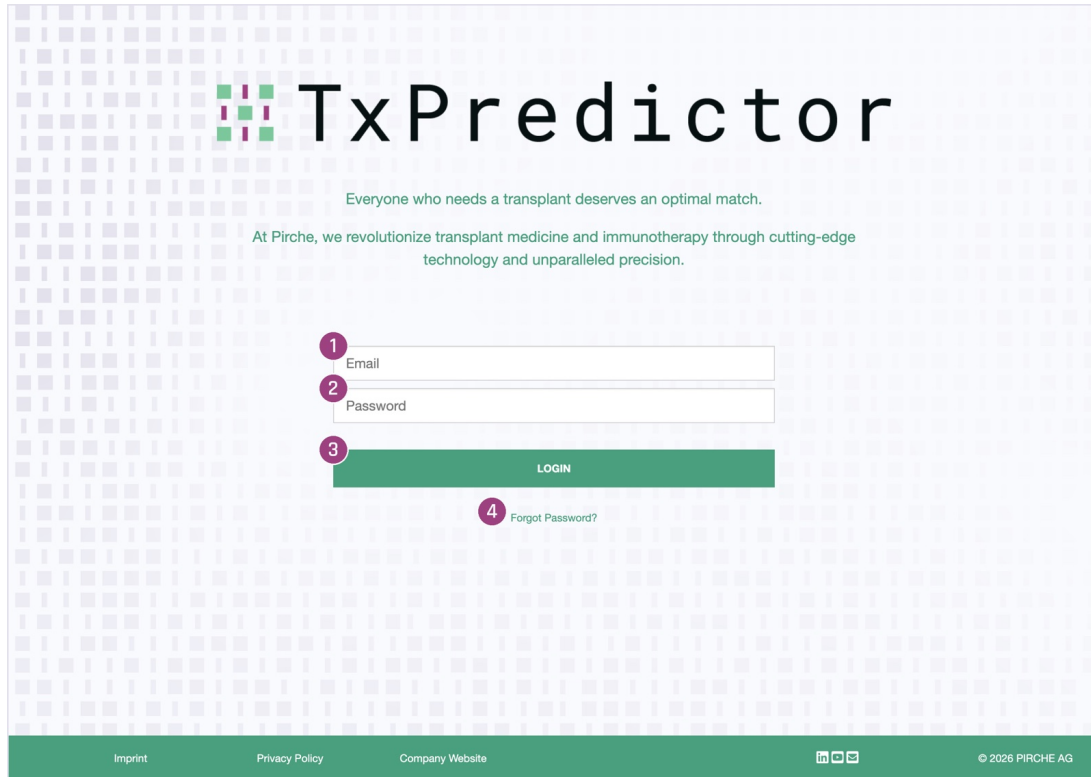 TxPredictor
Everyone who needs a transplant deserves an optimal match.
At Pirche, we revolutionize transplant medicine and immunotherapy through cutting-edge
technology and unparalleled precision.
1
Email
2
Password
3
LOGIN
4 Forgot Password?
Imprint Privacy Policy Company Website © 2026 PIRCHE AG